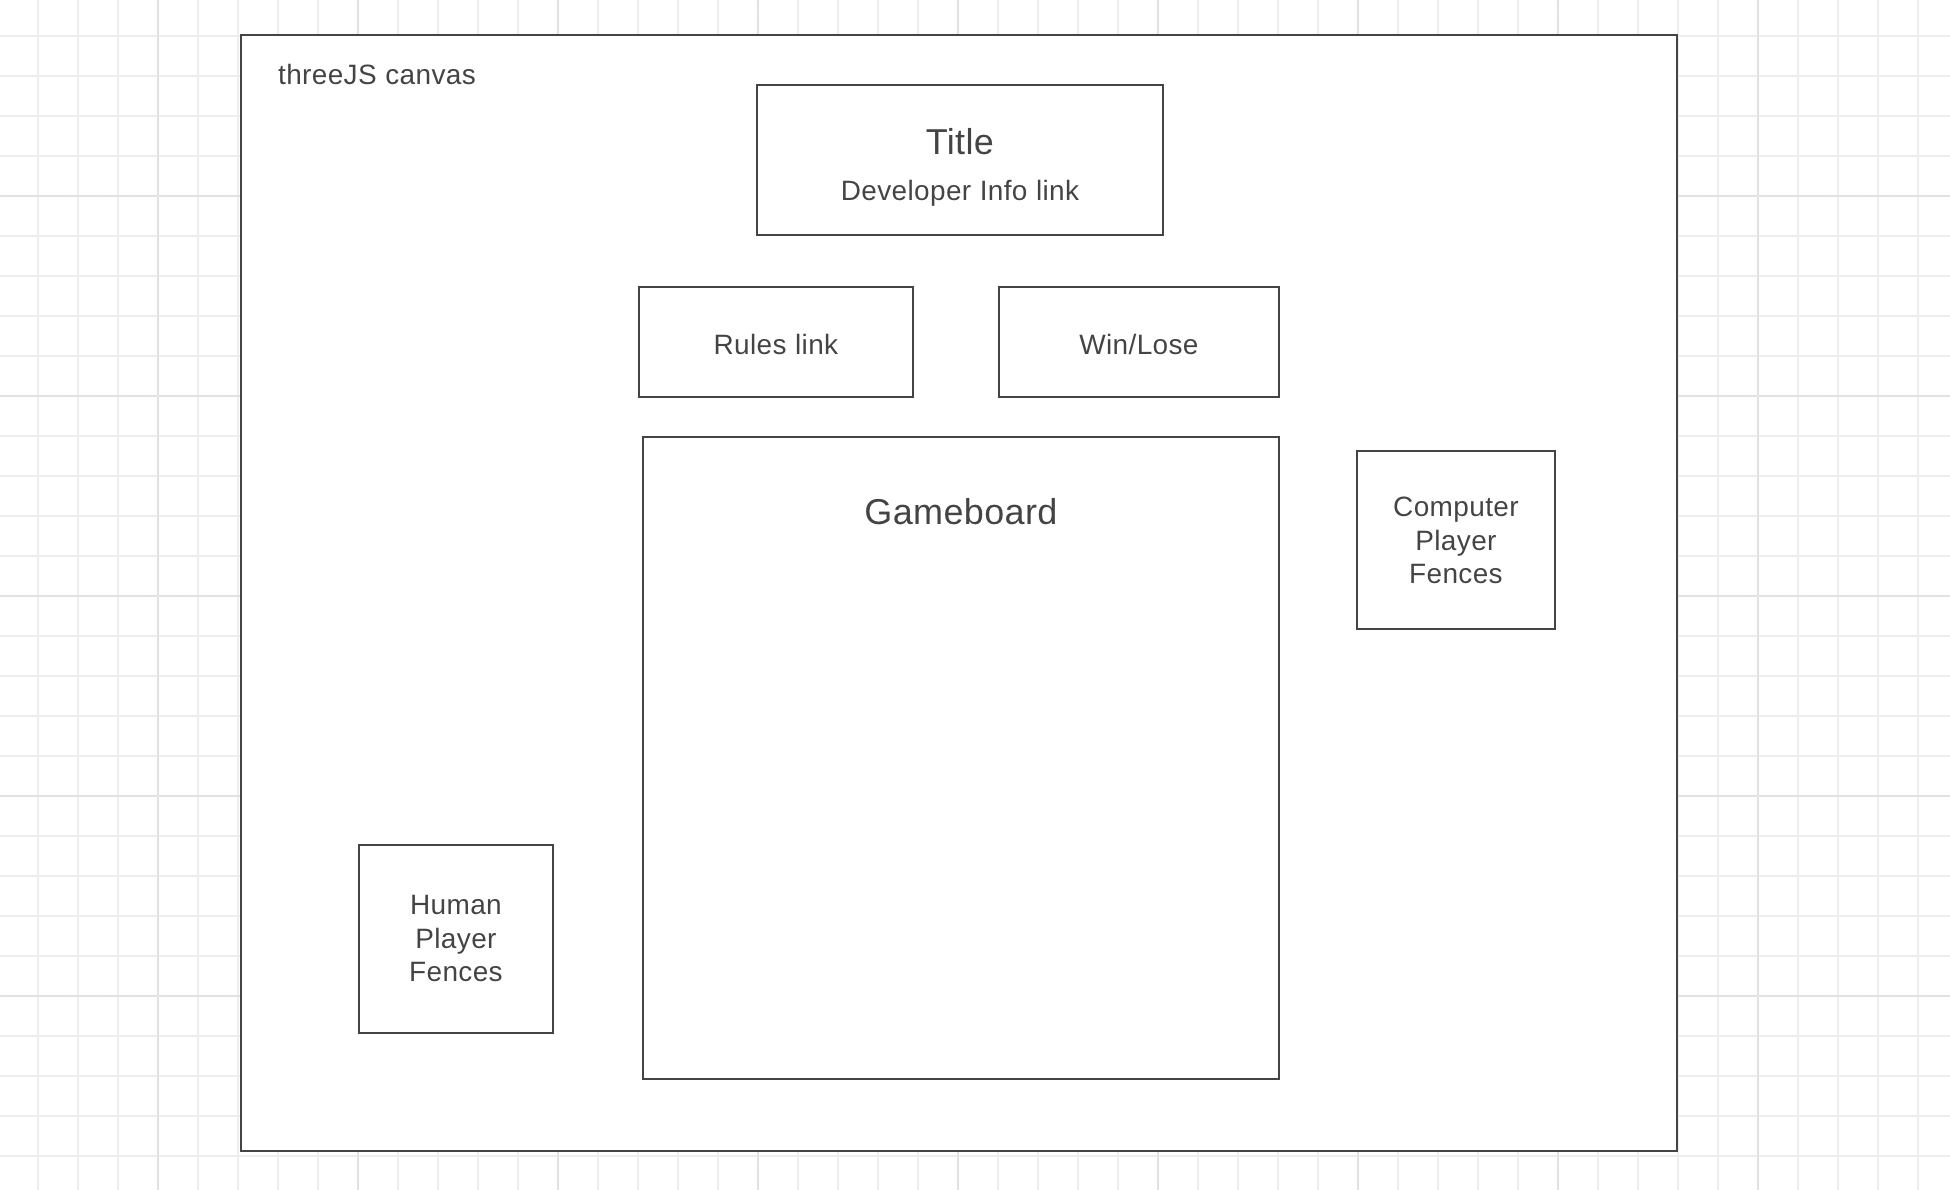 threeJS canvas
Title
Developer Info link
Rules link
Win/Lose
Gameboard
Computer
Player
Fences
Human
Player
Fences